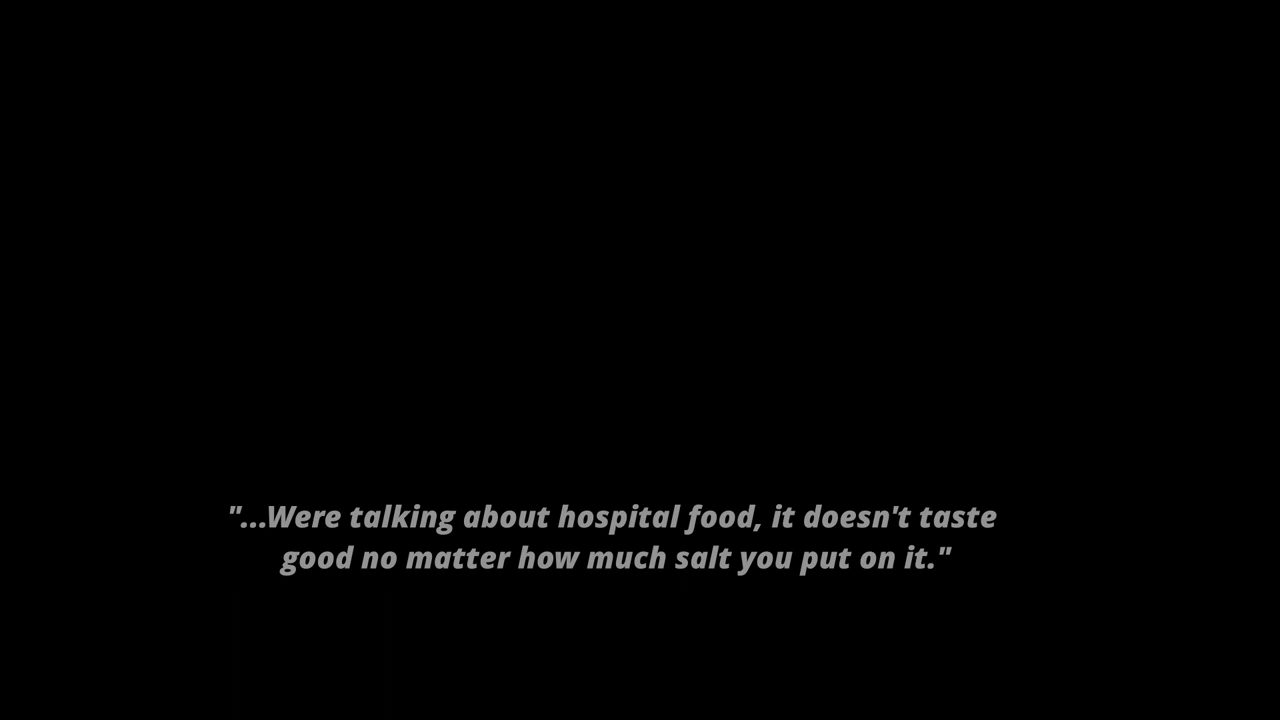 "...Were talking about hospital food, it doesn't taste
good no matter how much salt you put on it."